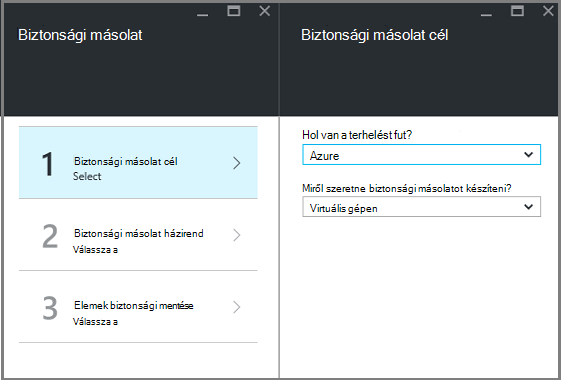 Biztonsági másolat
1
Biztonsági másolat cél
Select
2
Biztonsági másolat házirend
Válassza a
3
Elemek biztonsági mentése
Válassza a
Biztonsági másolat cél
Hol van a terhelést fut?
Azure
Miről szeretne biztonsági másolatot készíteni?
Virtuális gépen